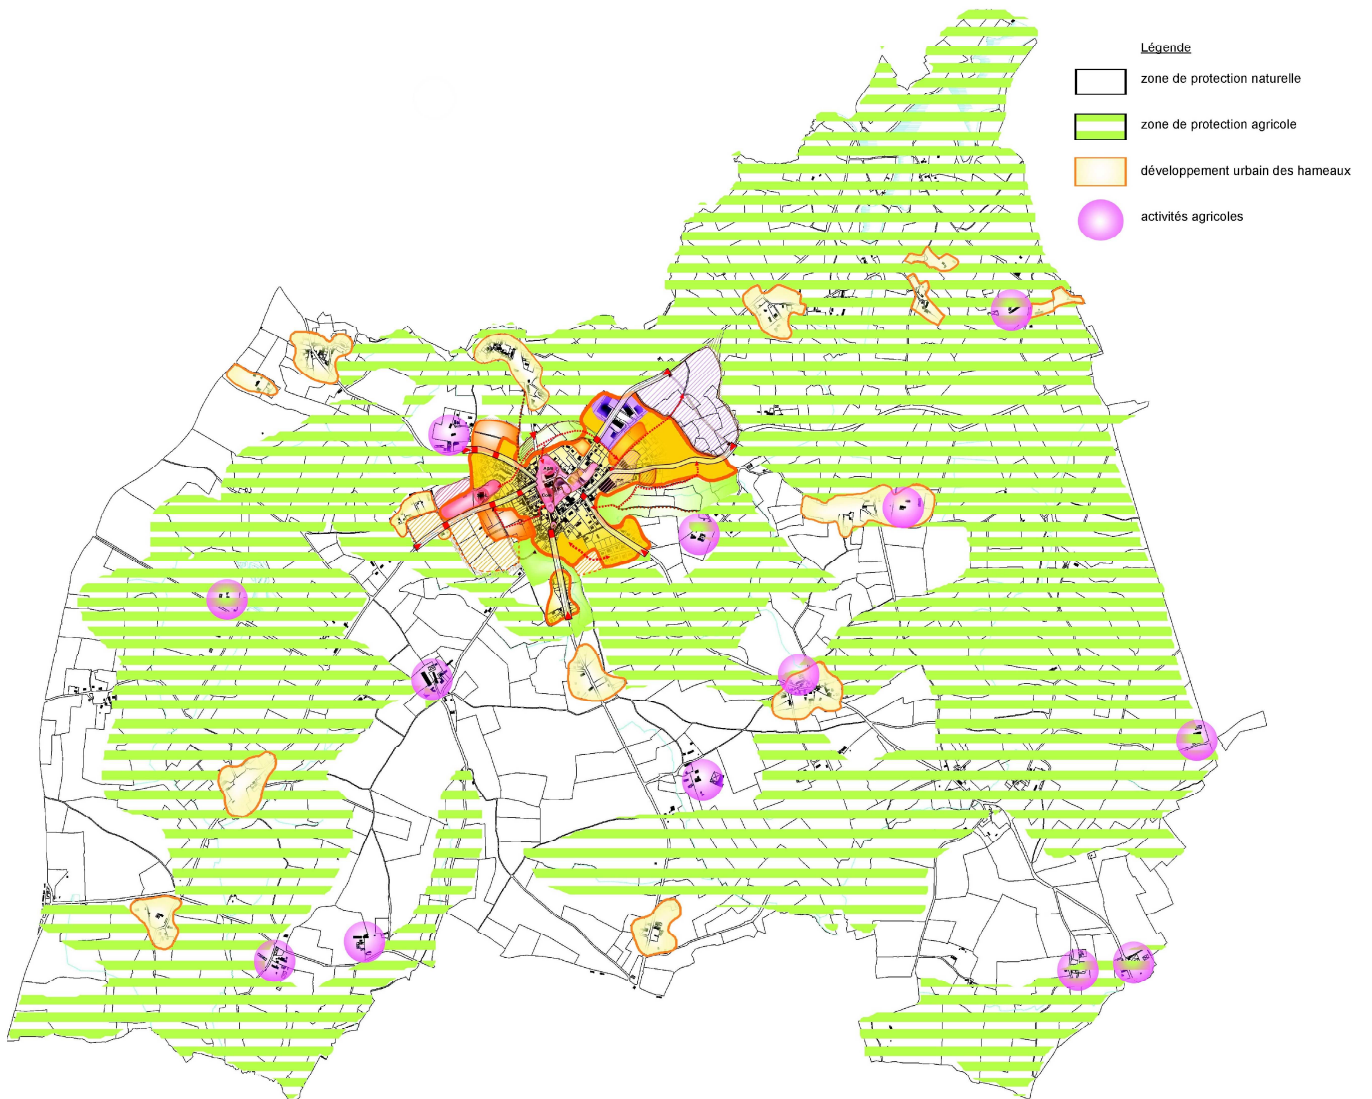 Légende
zone de protection naturelle
zone de protection agricole
développement urbain des hameaux
activités agricoles